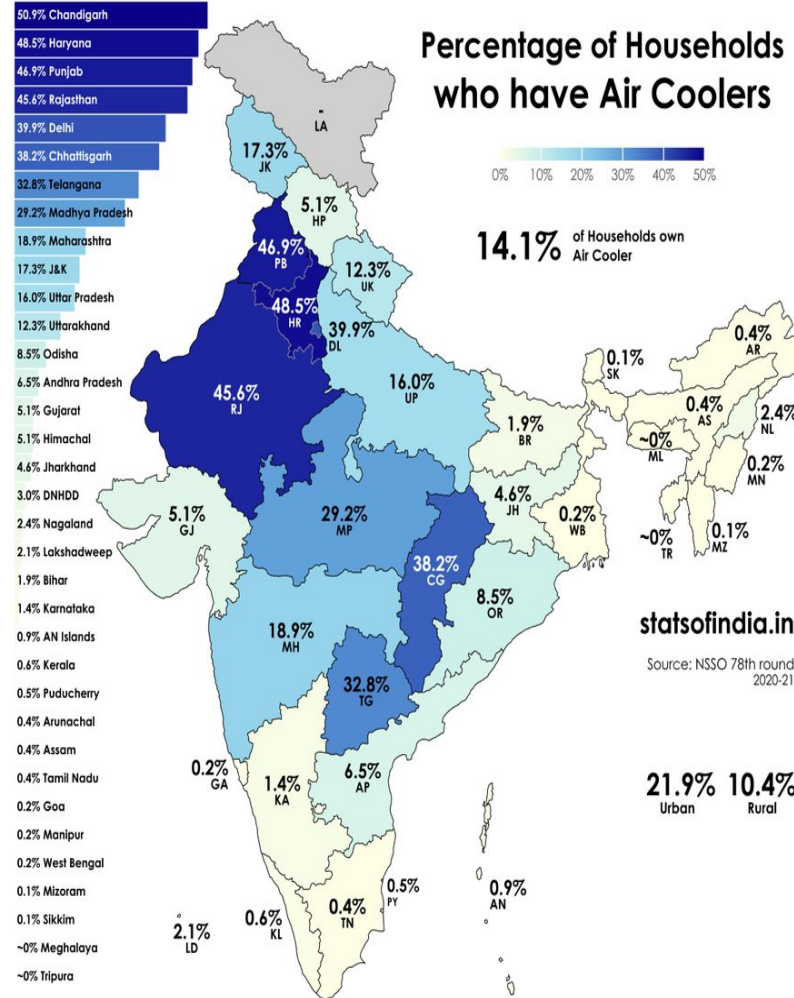 50.9% Chandigarh
48.5% Haryana
46.9% Punjab
45.6% Rajasthan
39.9% Delhi
38.2% Chhattisgarh
32.8% Telangana
29.2% Madhya Pradesh
18.9% Maharashtra
17.3% J&K
16.0% Uttar Pradesh
12.3% Uttarakhand
8.5% Odisha
6.5% Andhra Pradesh
5.1% Gujarat
5.1% Himachal
4.6% Jharkhand
3.0% DNHDD
2.4% Nagaland
2.1% Lakshadweep
1.9% Bihar
1.4% Karnataka
0.9% AN Islands
0.6% Kerala
0.5% Puducherry
0.4% Arunachal
0.4% Assam
0.4% Tamil Nadu
0.2% Goa
0.2% Manipur
0.2% West Bengal
0.1% Mizoram
0.1% Sikkim
~0% Meghalaya
~0% Tripura
Percentage of Households
who have Air Coolers
0% 10% 20% 30% 40% 50%
14.1% of Households own
Air Cooler
-
LA
17.3%
JK
5.1%
HP
46.9%
PB
12.3%
UK
48.5%
HR
39.9%
DL
45.6%
RJ
16.0%
UP
0.1%
SK
0.4%
AR
0.4%
AS
2.4%
NL
1.9%
BR
~0%
ML
0.2%
MN
5.1%
GJ
29.2%
MP
4.6%
JH
0.2%
WB
~0%
TR
0.1%
MZ
38.2%
CG
8.5%
OR
18.9%
MH
32.8%
TG
0.2%
GA
1.4%
KA
6.5%
AP
0.5%
PY
0.9%
AN
0.4%
TN
0.6%
KL
2.1%
LD
statsofindia.in
Source: NSSO 78th round
2020-21
21.9% 10.4%
Urban Rural